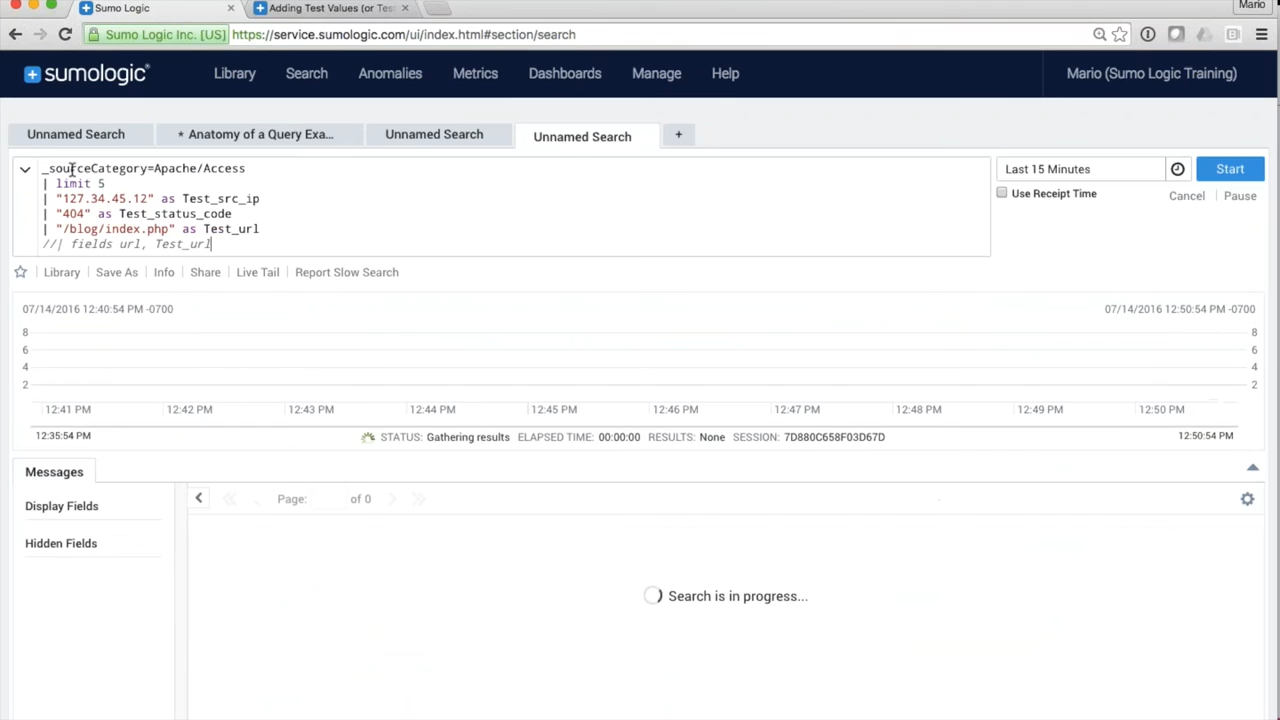 Sumo Logic
Adding Test Values (or Tes
Mario
Sumo Logic Inc. [US]
https://service.sumologic.com/ui/index.html#section/search
sumologic®
Library
Search
Anomalies
Metrics
Dashboards
Manage
Help
Mario (Sumo Logic Training)
Unnamed Search
* Anatomy of a Query Exa...
Unnamed Search
Unnamed Search
+
_sourceCategory=Apache/Access
| limit 5
| "127.34.45.12" as Test_src_ip
| "404" as Test_status_code
| "/blog/index.php" as Test_url
//| fields url, Test_url
Last 15 Minutes
Start
Use Receipt Time
Cancel
Pause
Library
Save As
Info
Share
Live Tail
Report Slow Search
07/14/2016 12:40:54 PM -0700
07/14/2016 12:50:54 PM -0700
8
8
6
6
4
4
2
2
12:41 PM
12:42 PM
12:43 PM
12:44 PM
12:45 PM
12:46 PM
12:47 PM
12:48 PM
12:49 PM
12:50 PM
12:35:54 PM
STATUS: Gathering results
ELAPSED TIME: 00:00:00
RESULTS: None
SESSION: 7D880C658F03D67D
12:50:54 PM
Messages
Display Fields
Page:
of 0
Hidden Fields
Search is in progress...